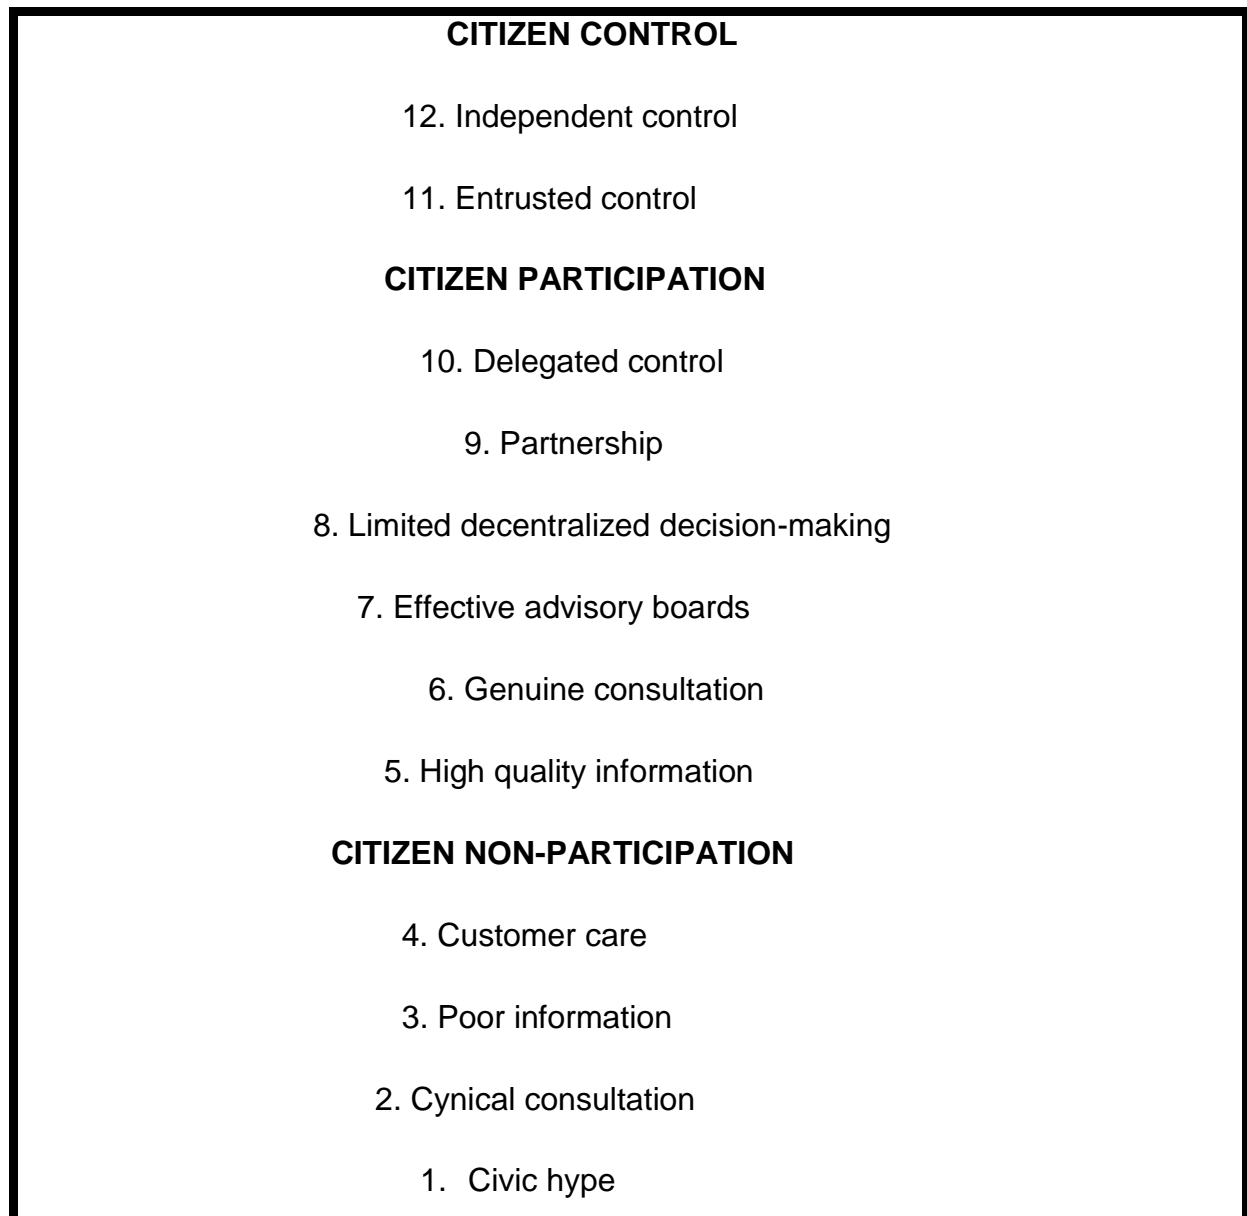 CITIZEN CONTROL
12. Independent control
11. Entrusted control
CITIZEN PARTICIPATION
10. Delegated control
9. Partnership
8. Limited decentralized decision-making
7. Effective advisory boards
6. Genuine consultation
5. High quality information
CITIZEN NON-PARTICIPATION
4. Customer care
3. Poor information
2. Cynical consultation
1. Civic hype